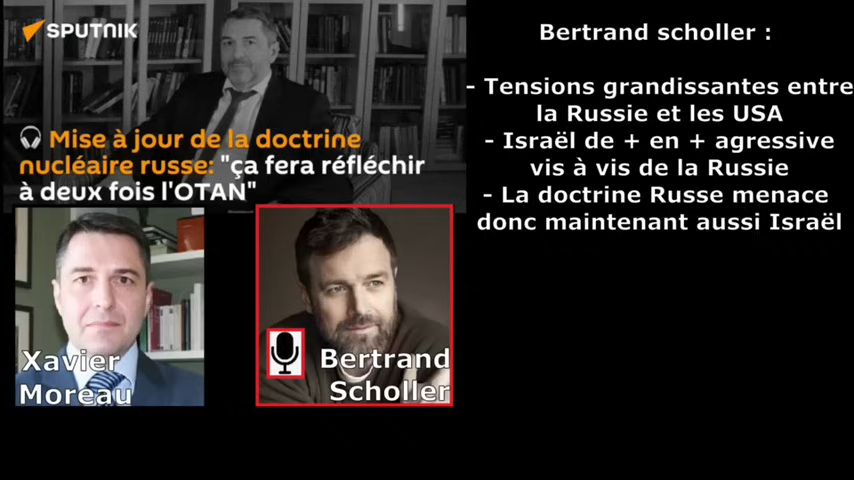 SPUTNIK
Mise à jour de la doctrine
nucléaire russe: "ça fera réfléchir
à deux fois l'OTAN"
Xavier
Moreau
Bertrand
Scholler
Bertrand scholler :
- Tensions grandissantes entre
la Russie et les USA
- Israël de + en + agressive
vis à vis de la Russie
- La doctrine Russe menace
donc maintenant aussi Israël